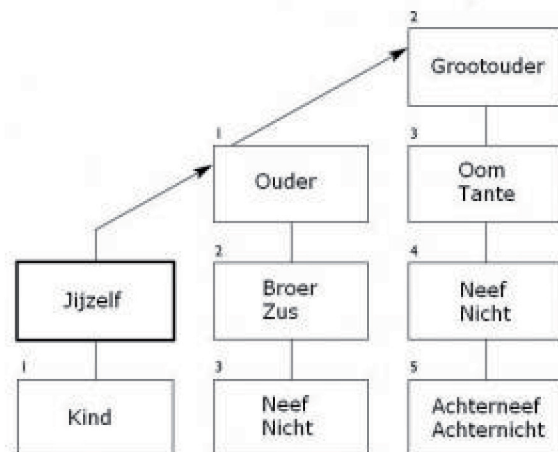 2
Grootouder
1
Ouder
3
Oom
Tante
Jijzelf
2
Broer
Zus
4
Neef
Nicht
1
Kind
3
Neef
Nicht
5
Achterneef
Achternicht